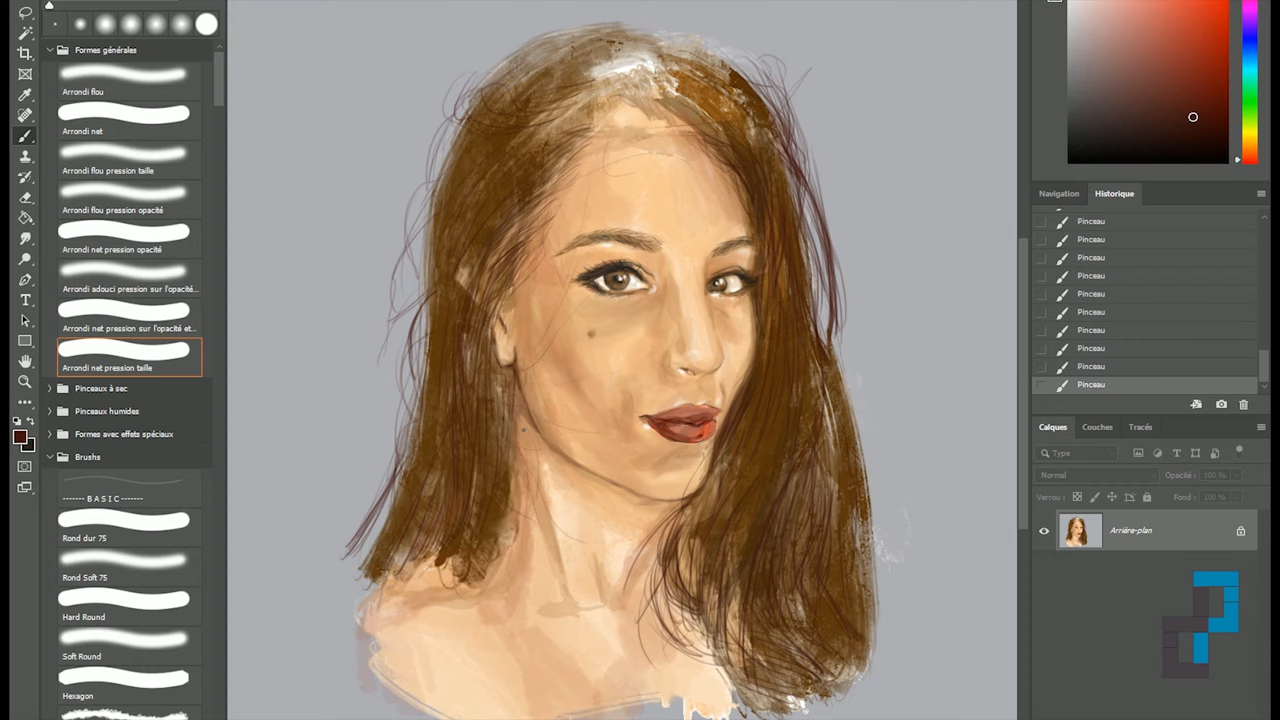 Formes générales
Arrondi flou
Arrondi net
Arrondi flou pression taille
Arrondi flou pression opacité
Arrondi net pression opacité
Arrondi adouci pression sur l'opacité...
Arrondi net pression sur l'opacité et...
Arrondi net pression taille
Pinceaux à sec
Pinceaux humides
Formes avec effets spéciaux
Brushs
------- B A S I C -------
Rond dur 75
Rond Soft 75
Hard Round
Soft Round
Hexagon
Navigation Historique
Pinceau
Pinceau
Pinceau
Pinceau
Pinceau
Pinceau
Pinceau
Pinceau
Pinceau
Pinceau
Calques Couches Tracés
Type
Normal Opacité : 100 %
Verrou : Fond : 100 %
Arrière-plan